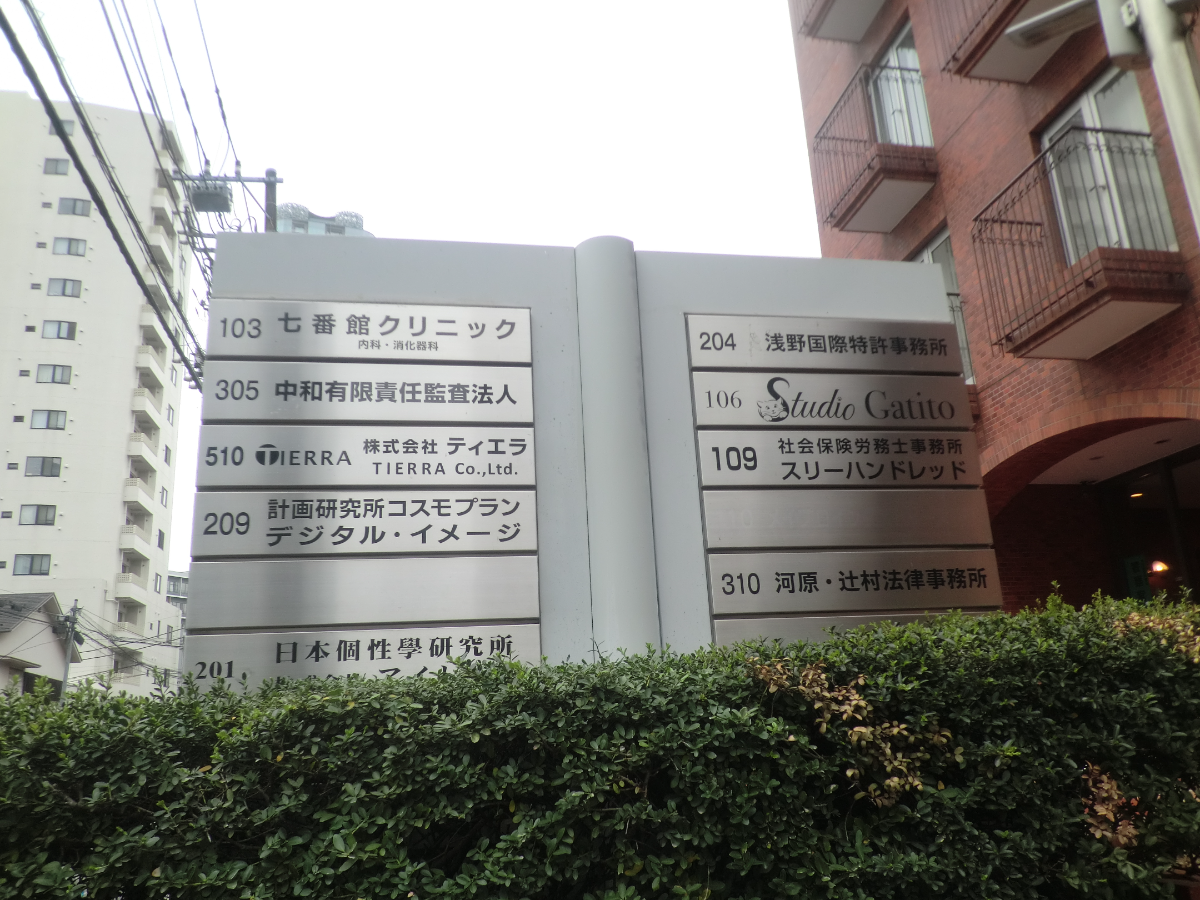 103 七番館クリニック
内科・消化器科
305 中和有限責任監査法人
510 TIERRA 株式会社 ティエラ
TIERRA Co.,Ltd.
209 計画研究所コスモプラン
デジタル・イメージ
日本個性學研究所
201
204 浅野国際特許事務所
106 Studio Gatito
109 社会保険労務士事務所
スリーハンドレッド
310 河原・辻村法律事務所